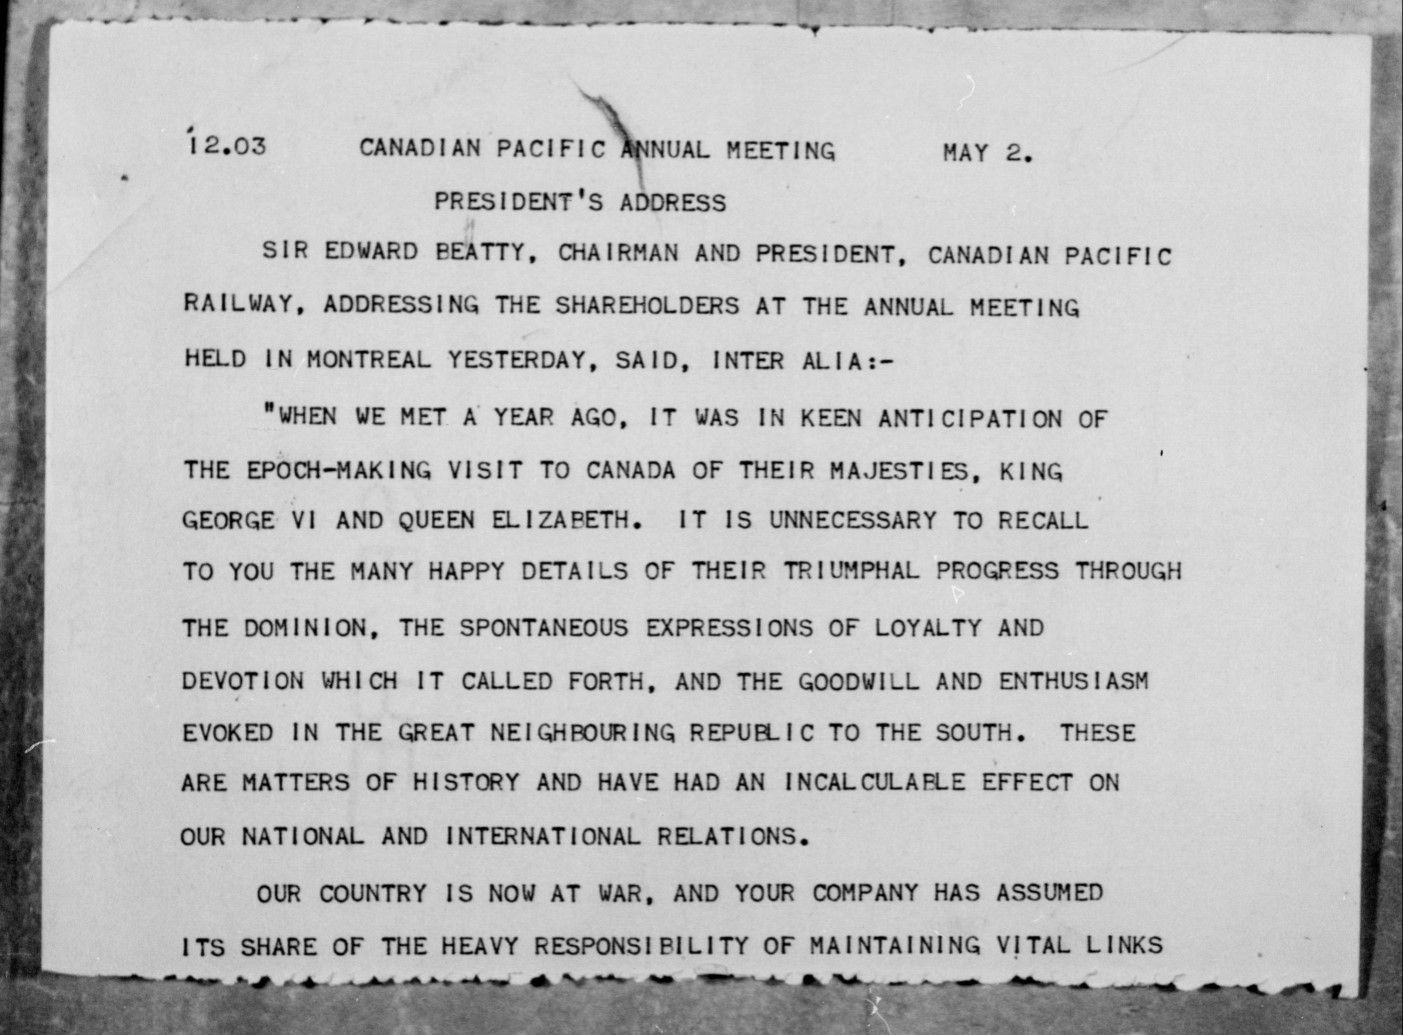 12.03 CANADIAN PACIFIC ANNUAL MEETING MAY 2.
PRESIDENT'S ADDRESS
SIR EDWARD BEATTY, CHAIRMAN AND PRESIDENT, CANADIAN PACIFIC
RAILWAY, ADDRESSING THE SHAREHOLDERS AT THE ANNUAL MEETING
HELD IN MONTREAL YESTERDAY, SAID, INTER ALIA:-
"WHEN WE MET A YEAR AGO, IT WAS IN KEEN ANTICIPATION OF
THE EPOCH-MAKING VISIT TO CANADA OF THEIR MAJESTIES, KING
GEORGE VI AND QUEEN ELIZABETH. IT IS UNNECESSARY TO RECALL
TO YOU THE MANY HAPPY DETAILS OF THEIR TRIUMPHAL PROGRESS THROUGH
THE DOMINION, THE SPONTANEOUS EXPRESSIONS OF LOYALTY AND
DEVOTION WHICH IT CALLED FORTH, AND THE GOODWILL AND ENTHUSIASM
EVOKED IN THE GREAT NEIGHBOURING REPUBLIC TO THE SOUTH. THESE
ARE MATTERS OF HISTORY AND HAVE HAD AN INCALCULABLE EFFECT ON
OUR NATIONAL AND INTERNATIONAL RELATIONS.
OUR COUNTRY IS NOW AT WAR, AND YOUR COMPANY HAS ASSUMED
ITS SHARE OF THE HEAVY RESPONSIBILITY OF MAINTAINING VITAL LINKS